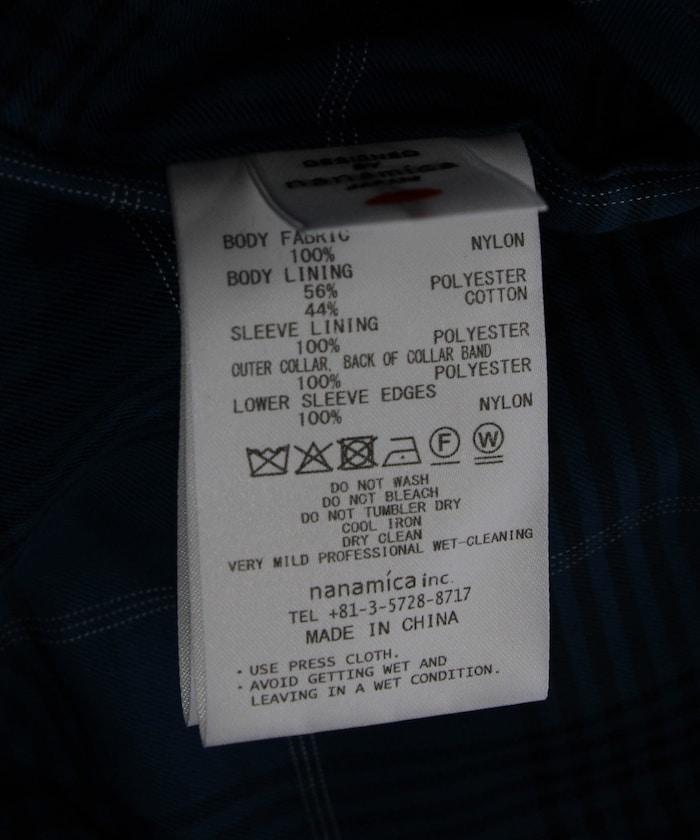 DESIGNED
BY
nanamica
BODY FABRIC
100% NYLON
BODY LINING
56% POLYESTER
44% COTTON
SLEEVE LINING
100% POLYESTER
OUTER COLLAR, BACK OF COLLAR BAND
100% POLYESTER
LOWER SLEEVE EDGES
100% NYLON
F W
DO NOT WASH
DO NOT BLEACH
DO NOT TUMBLER DRY
COOL IRON
DRY CLEAN
VERY MILD PROFESSIONAL WET-CLEANING
nanamica inc.
TEL +81-3-5728-8717
MADE IN CHINA
・USE PRESS CLOTH.
・AVOID GETTING WET AND
LEAVING IN A WET CONDITION.